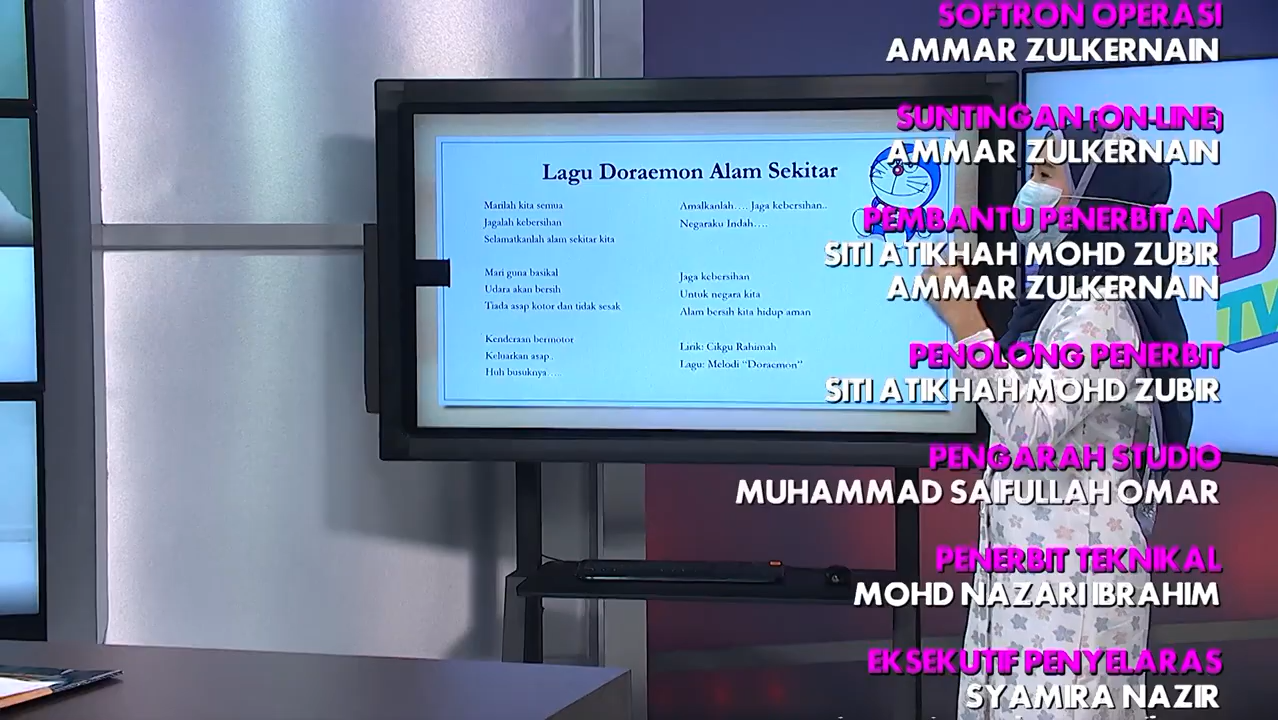 Lagu Doraemon Alam Sekitar
Marilah kita semua
Jagalah kebersihan
Selamatkanlah alam sekitar kita
Mari guna basikal
Udara akan bersih
Tiada asap kotor dan tidak sesak
Kenderaan bermotor
Keluarkan asap.
Huh busuknya.....
Amalkanlah.... Jaga kebersihan..
Negaraku Indah....
Jaga kebersihan
Untuk negara kita
Alam bersih kita hidup aman
Lirik: Cikgu Rahimah
Lagu: Melodi "Doraemon"
SOFTRON OPERASI
AMMAR ZULKERNAIN
SUNTINGAN (ON-LINE)
AMMAR ZULKERNAIN
PEMBANTU PENERBITAN
SITI ATIKHAH MOHD ZUBIR
AMMAR ZULKERNAIN
PENOLONG PENERBIT
SITI ATIKHAH MOHD ZUBIR
PENGARAH STUDIO
MUHAMMAD SAIFULLAH OMAR
PENERBIT TEKNIKAL
MOHD NAZARI IBRAHIM
EKSEKUTIF PENYELARAS
SYAMIRA NAZIR
D
TV